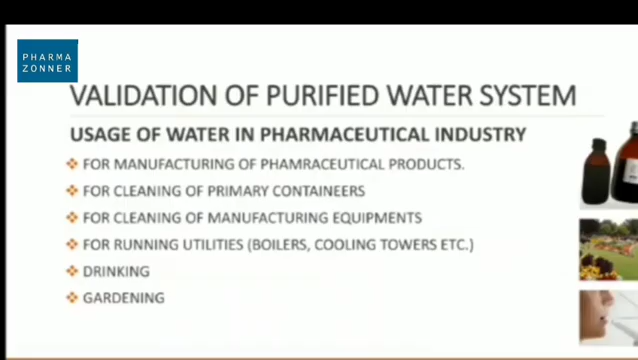 PHARMA
ZONNER
VALIDATION OF PURIFIED WATER SYSTEM
USAGE OF WATER IN PHARMACEUTICAL INDUSTRY
FOR MANUFACTURING OF PHAMRACEUTICAL PRODUCTS.
FOR CLEANING OF PRIMARY CONTAINEERS
FOR CLEANING OF MANUFACTURING EQUIPMENTS
FOR RUNNING UTILITIES (BOILERS, COOLING TOWERS ETC.)
DRINKING
GARDENING